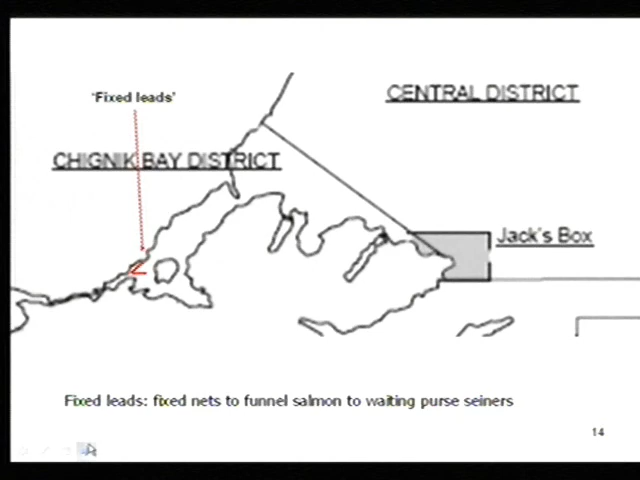 'Fixed leads'
CENTRAL DISTRICT
CHIGNIK BAY DISTRICT
Jack's Box
Fixed leads: fixed nets to funnel salmon to waiting purse seiners
14